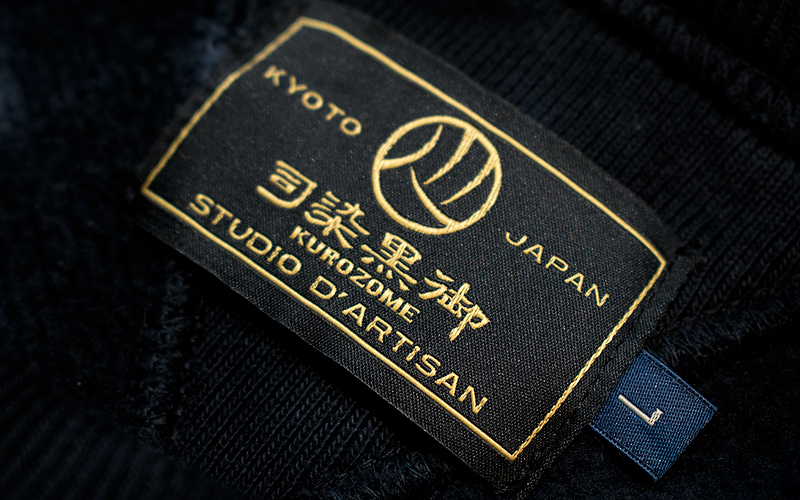 KYOTO
JAPAN
御黒染司
KUROZOME
STUDIO D'ARTISAN
L